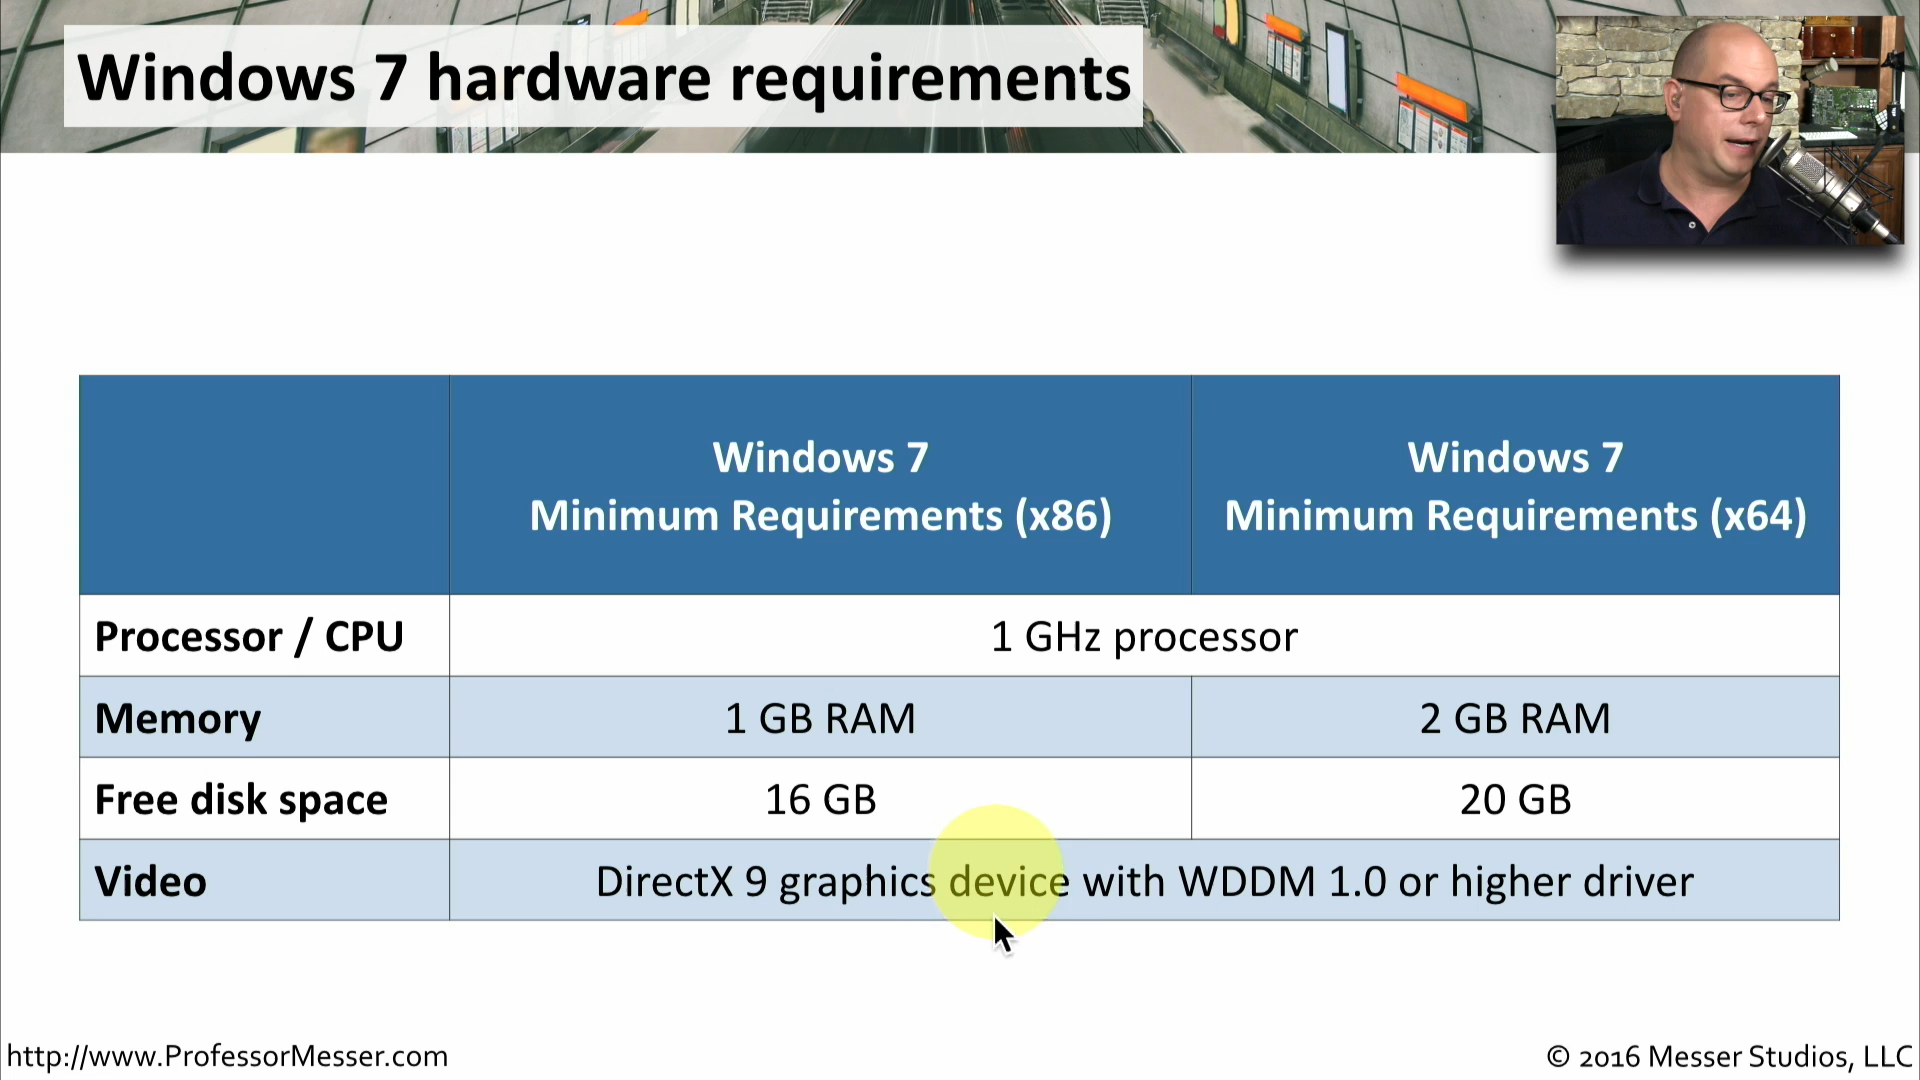 Windows 7 hardware requirements
Windows 7
Minimum Requirements (x86)
Windows 7
Minimum Requirements (x64)
Processor / CPU
1 GHz processor
Memory
1 GB RAM
2 GB RAM
Free disk space
16 GB
20 GB
Video
DirectX 9 graphics device with WDDM 1.0 or higher driver
http://www.ProfessorMesser.com
© 2016 Messer Studios, LLC